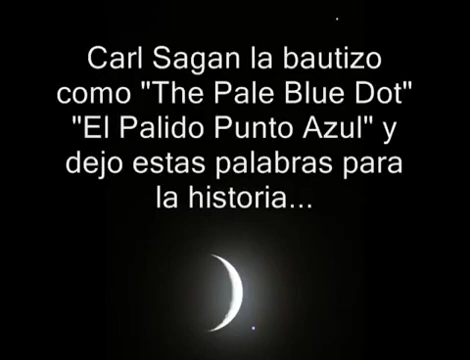 Carl Sagan la bautizo
como "The Pale Blue Dot"
"El Palido Punto Azul" y
dejo estas palabras para
la historia...